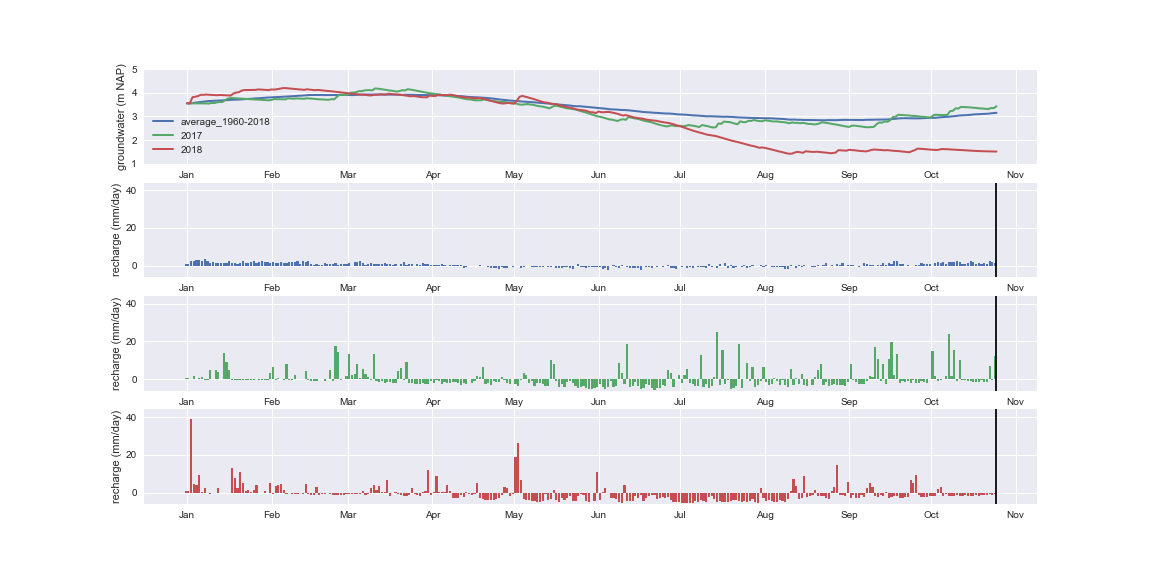 groundwater (m NAP)
5
4
3
2
1
average_1960-2018
2017
2018
Jan Feb Mar Apr May Jun Jul Aug Sep Oct Nov
recharge (mm/day)
40
20
0
Jan Feb Mar Apr May Jun Jul Aug Sep Oct Nov
recharge (mm/day)
40
20
0
Jan Feb Mar Apr May Jun Jul Aug Sep Oct Nov
recharge (mm/day)
40
20
0
Jan Feb Mar Apr May Jun Jul Aug Sep Oct Nov